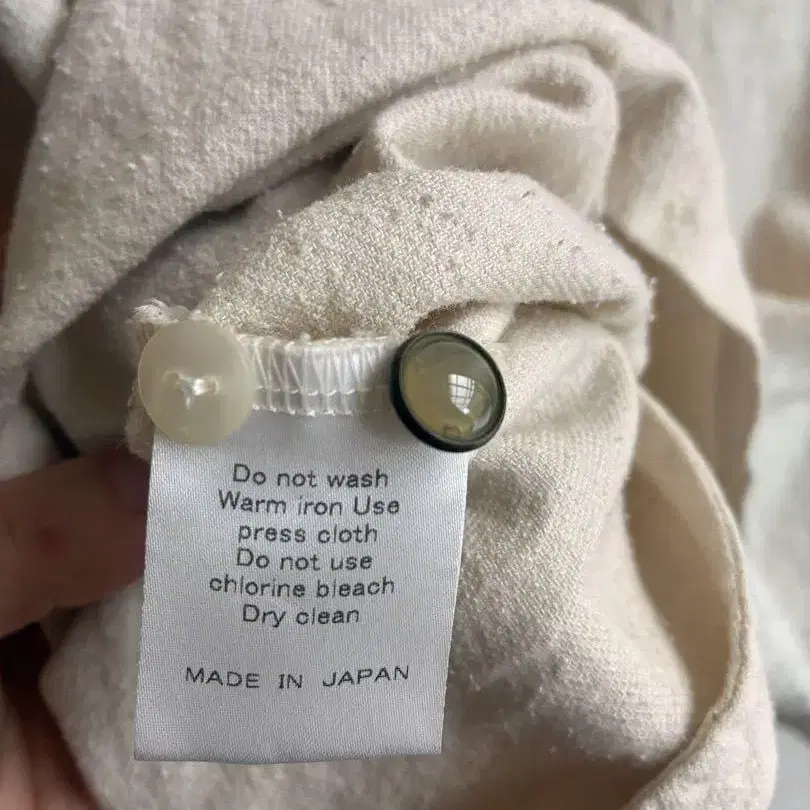 Do not wash
Warm iron Use
press cloth
Do not use
chlorine bleach
Dry clean
MADE IN JAPAN